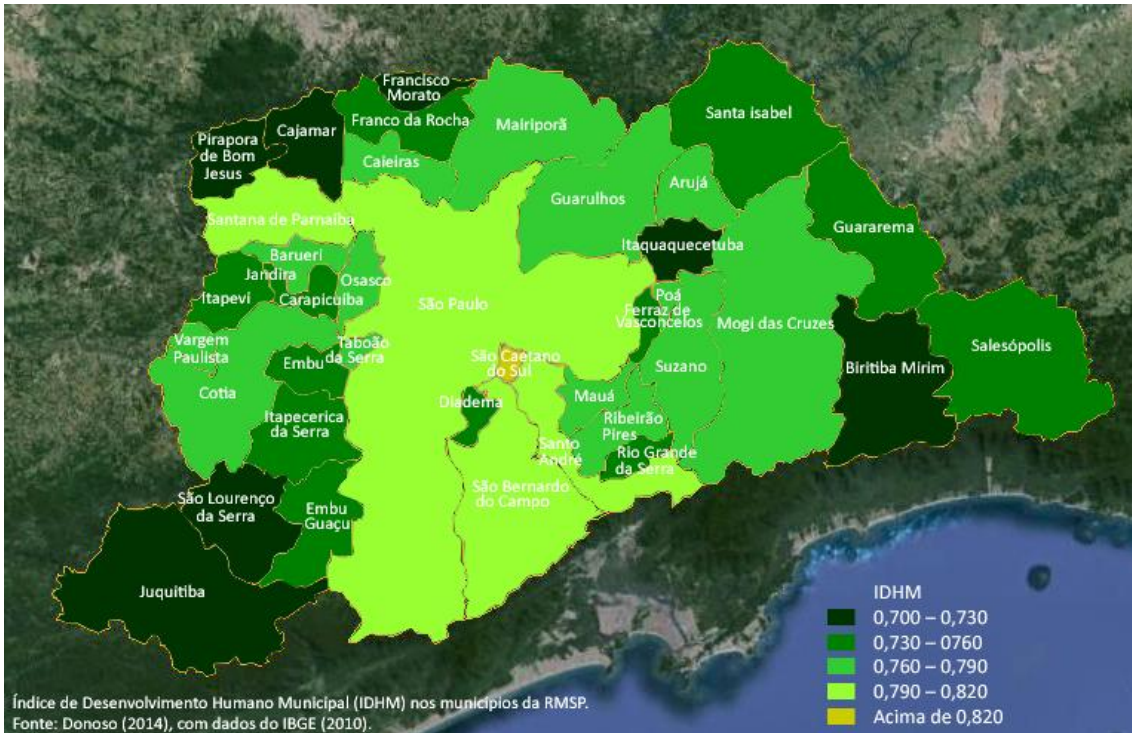 Francisco
Morato
Franco da Rocha
Mairiporã
Santa isabel
Pirapora
de Bom
Jesus
Cajamar
Caieiras
Guarulhos
Arujá
Santana de Parnaíba
Itaquaquecetuba
Guararema
Barueri
Jandira
Osasco
Itapevi
Carapicuíba
São Paulo
Poá
Ferraz de
Vasconcelos
Mogi das Cruzes
Vargem
Paulista
Taboão
da Serra
Embu
São Caetano
do Sul
Suzano
Salesópolis
Biritiba Mirim
Cotia
Diadema
Mauá
Itapecerica
da Serra
Ribeirão
Pires
Santo
André
Rio Grande
da Serra
São Bernardo
do Campo
São Lourenço
da Serra
Embu
Guaçu
Juquitiba
IDHM
0,700 – 0,730
0,730 – 0760
0,760 – 0,790
0,790 – 0,820
Acima de 0,820
Índice de Desenvolvimento Humano Municipal (IDHM) nos municípios da RMSP.
Fonte: Donoso (2014), com dados do IBGE (2010).